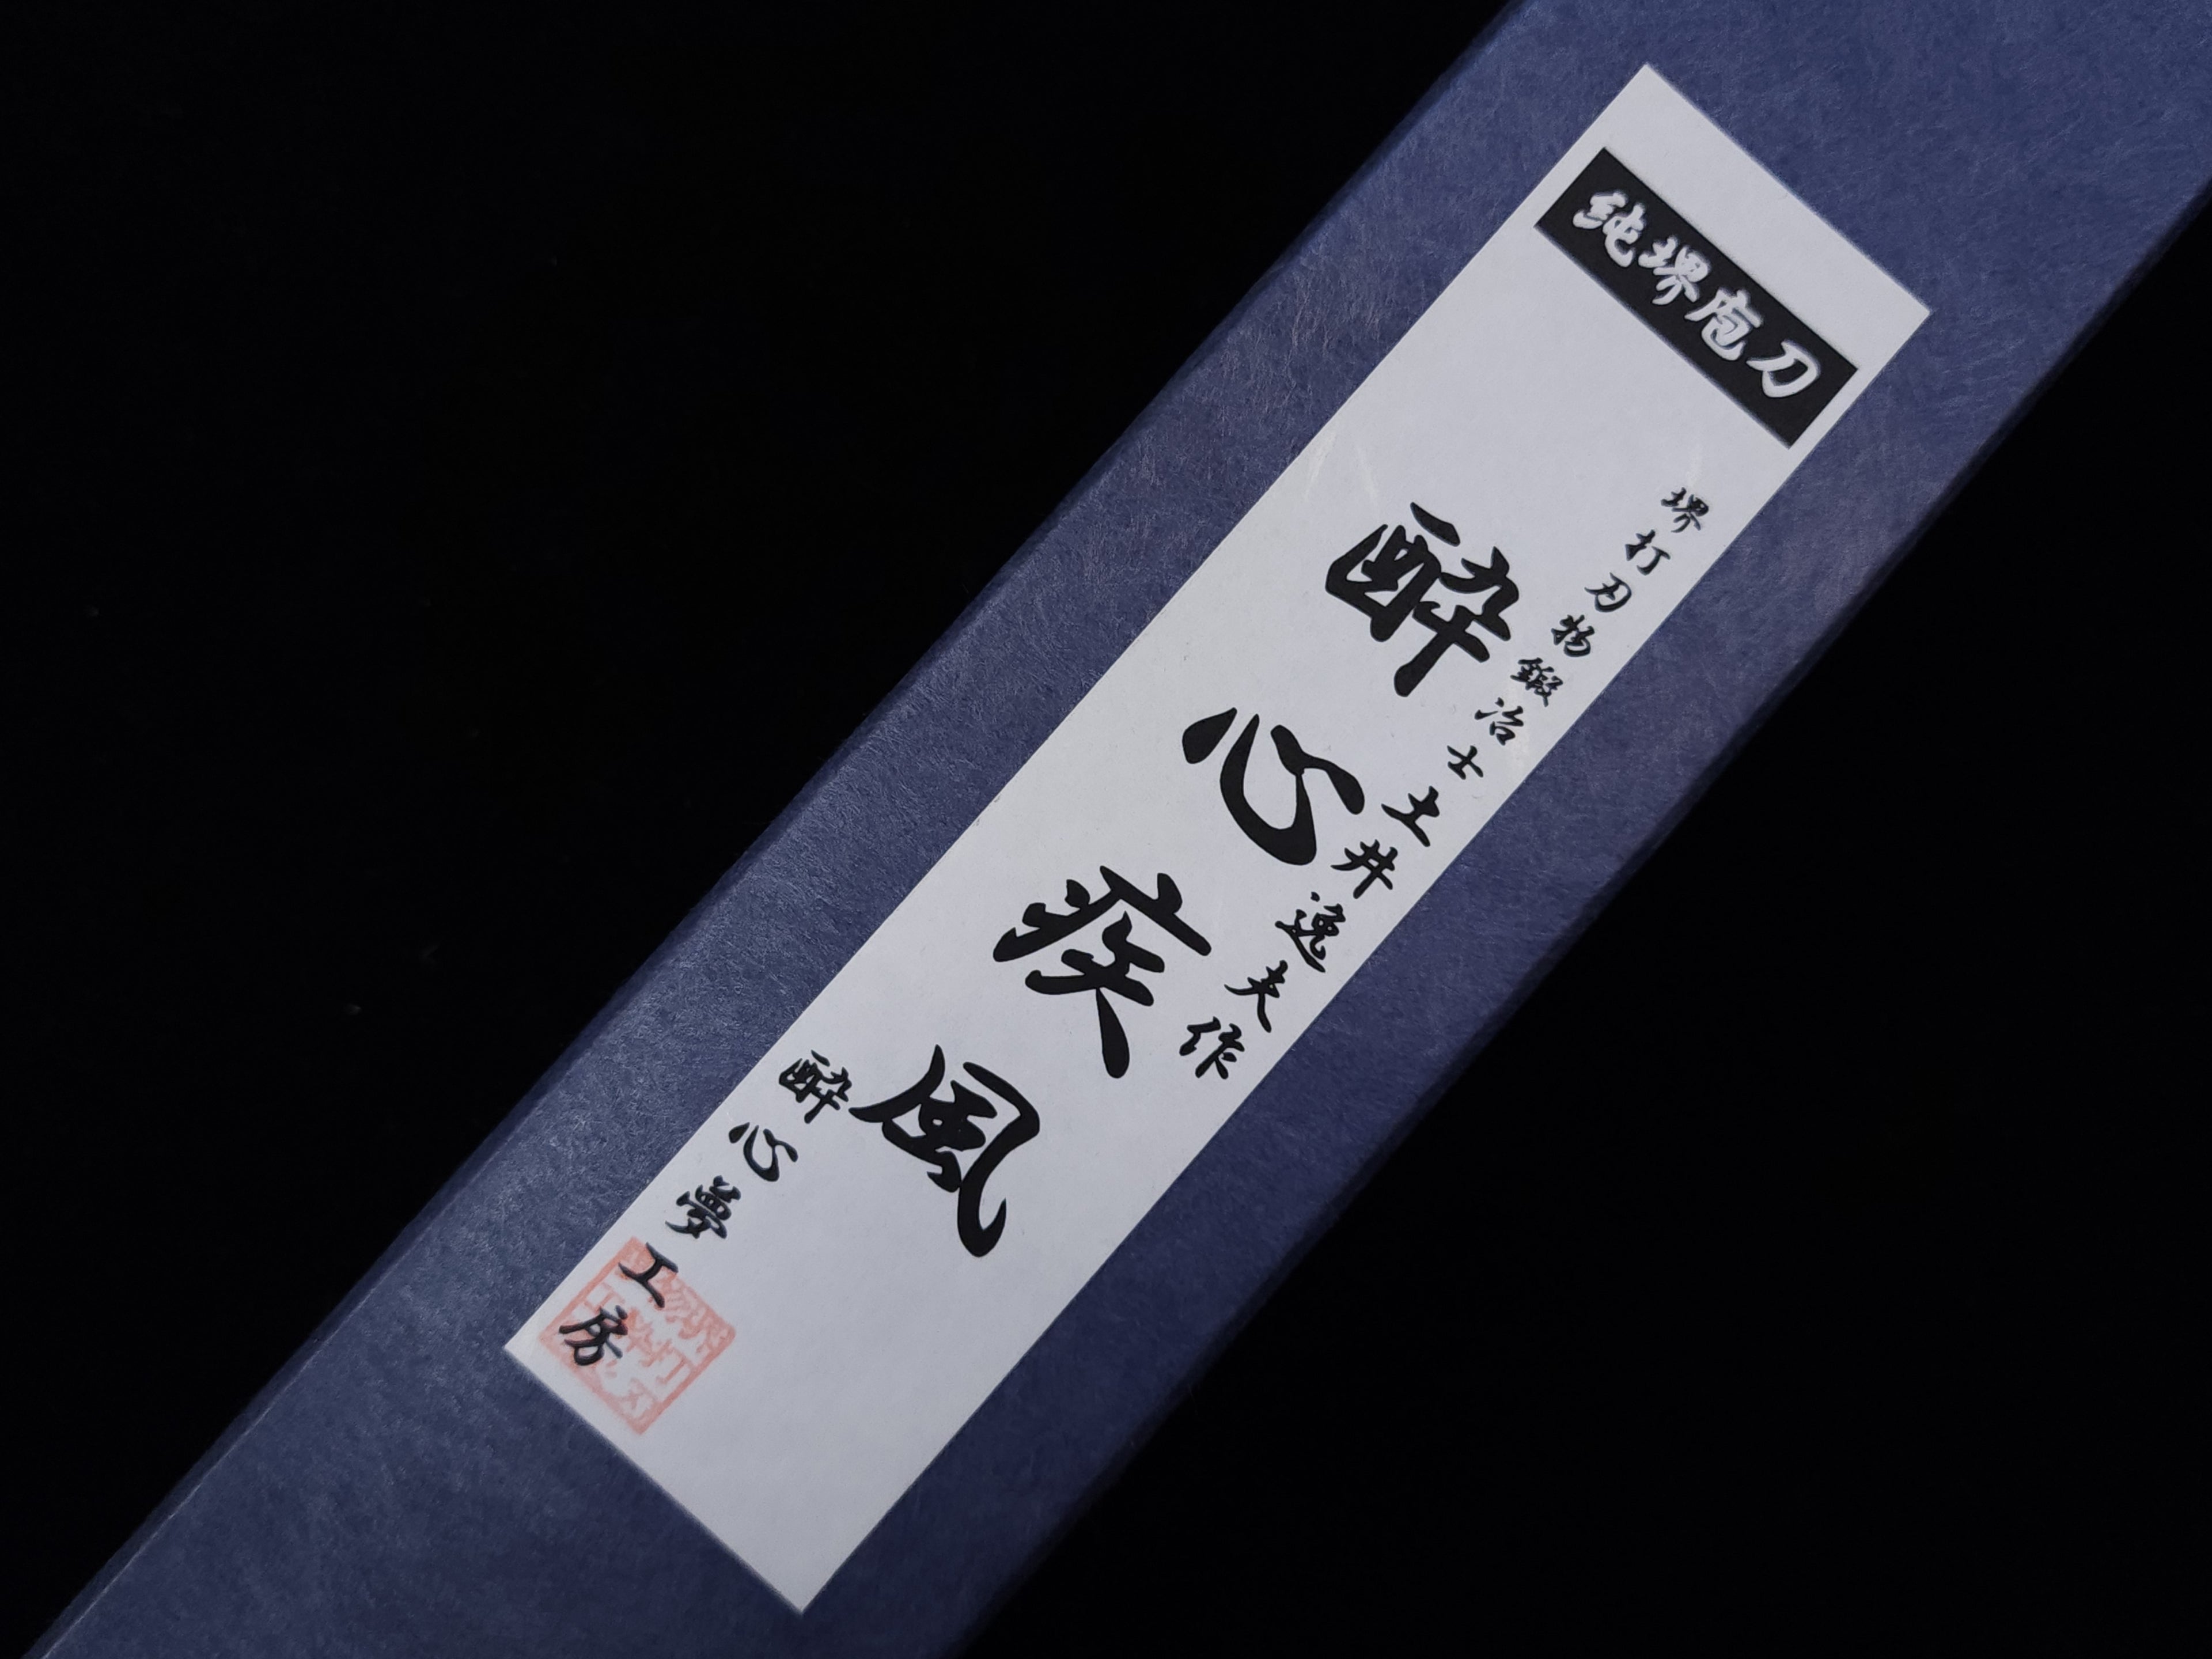 純堺庖刀
堺打刃物鍛冶士土井逸夫作
酔心疾風
酔心夢工房